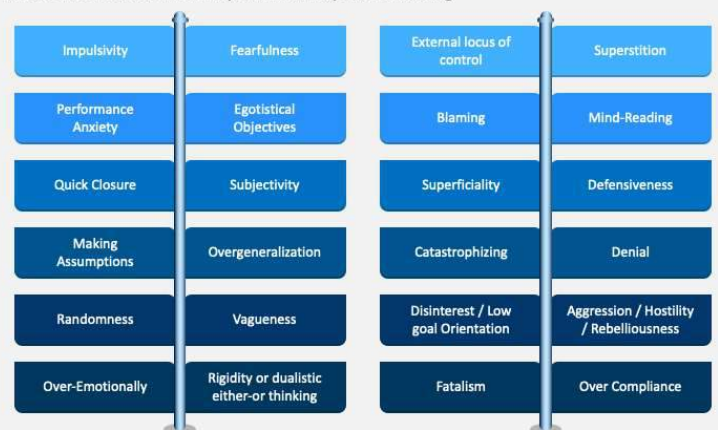 Impulsivity
Fearfulness
Performance
Anxiety
Egotistical
Objectives
Quick Closure
Subjectivity
Making
Assumptions
Overgeneralization
Randomness
Vagueness
Over-Emotionally
Rigidity or dualistic
either-or thinking
External locus of
control
Superstition
Blaming
Mind-Reading
Superficiality
Defensiveness
Catastrophizing
Denial
Disinterest / Low
goal Orientation
Aggression / Hostility
/ Rebelliousness
Fatalism
Over Compliance